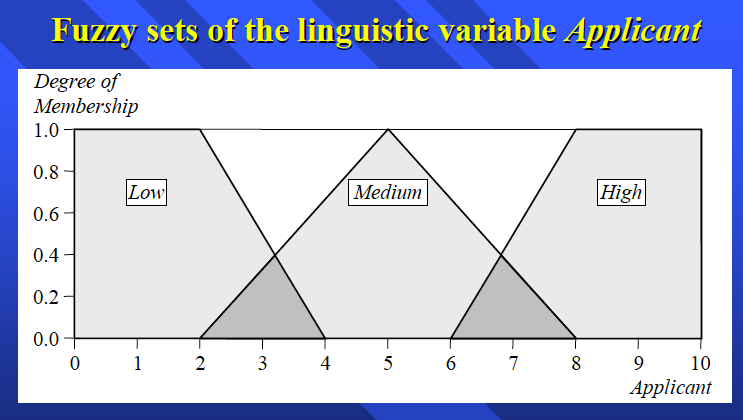 Fuzzy sets of the linguistic variable Applicant
Degree of
Membership
1.0
0.8
Low
Medium
High
0.6
0.4
0.2
0.0
0 1 2 3 4 5 6 7 8 9 10
Applicant